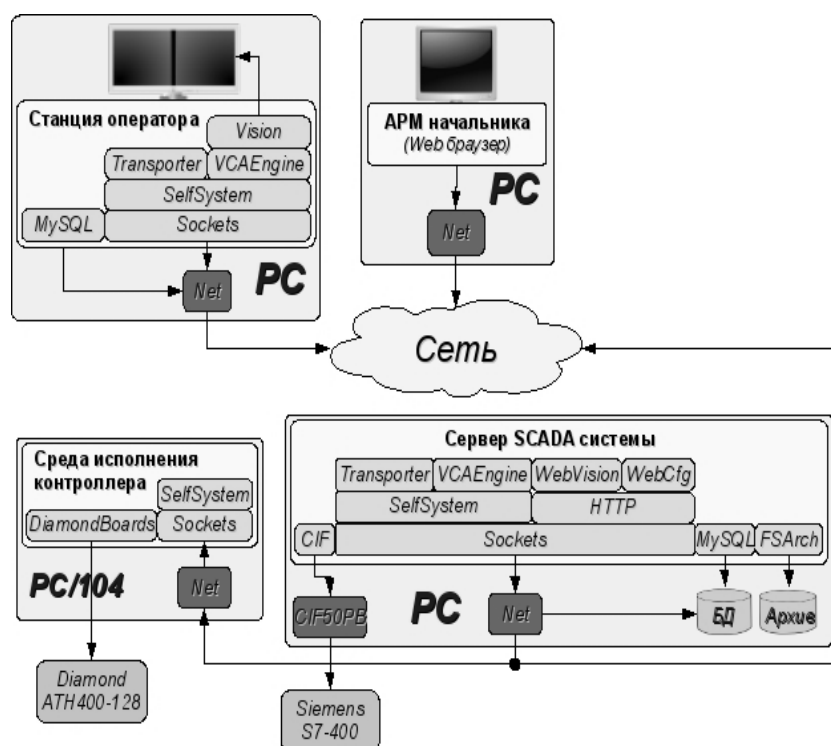 Станция оператора
Vision
Transporter
VCAEngine
SelfSystem
MySQL
Sockets
Net
PC
АРМ начальника
(Web браузер)
PC
Net
Сеть
Среда исполнения
контроллера
SelfSystem
DiamondBoards
Sockets
PC/104
Net
Diamond
ATH400-128
Сервер SCADA системы
Transporter
VCAEngine
WebVision
WebCfg
SelfSystem
HTTP
CIF
Sockets
MySQL
FSArch
CIF50PB
PC
Net
БД
Архив
Siemens
S7-400